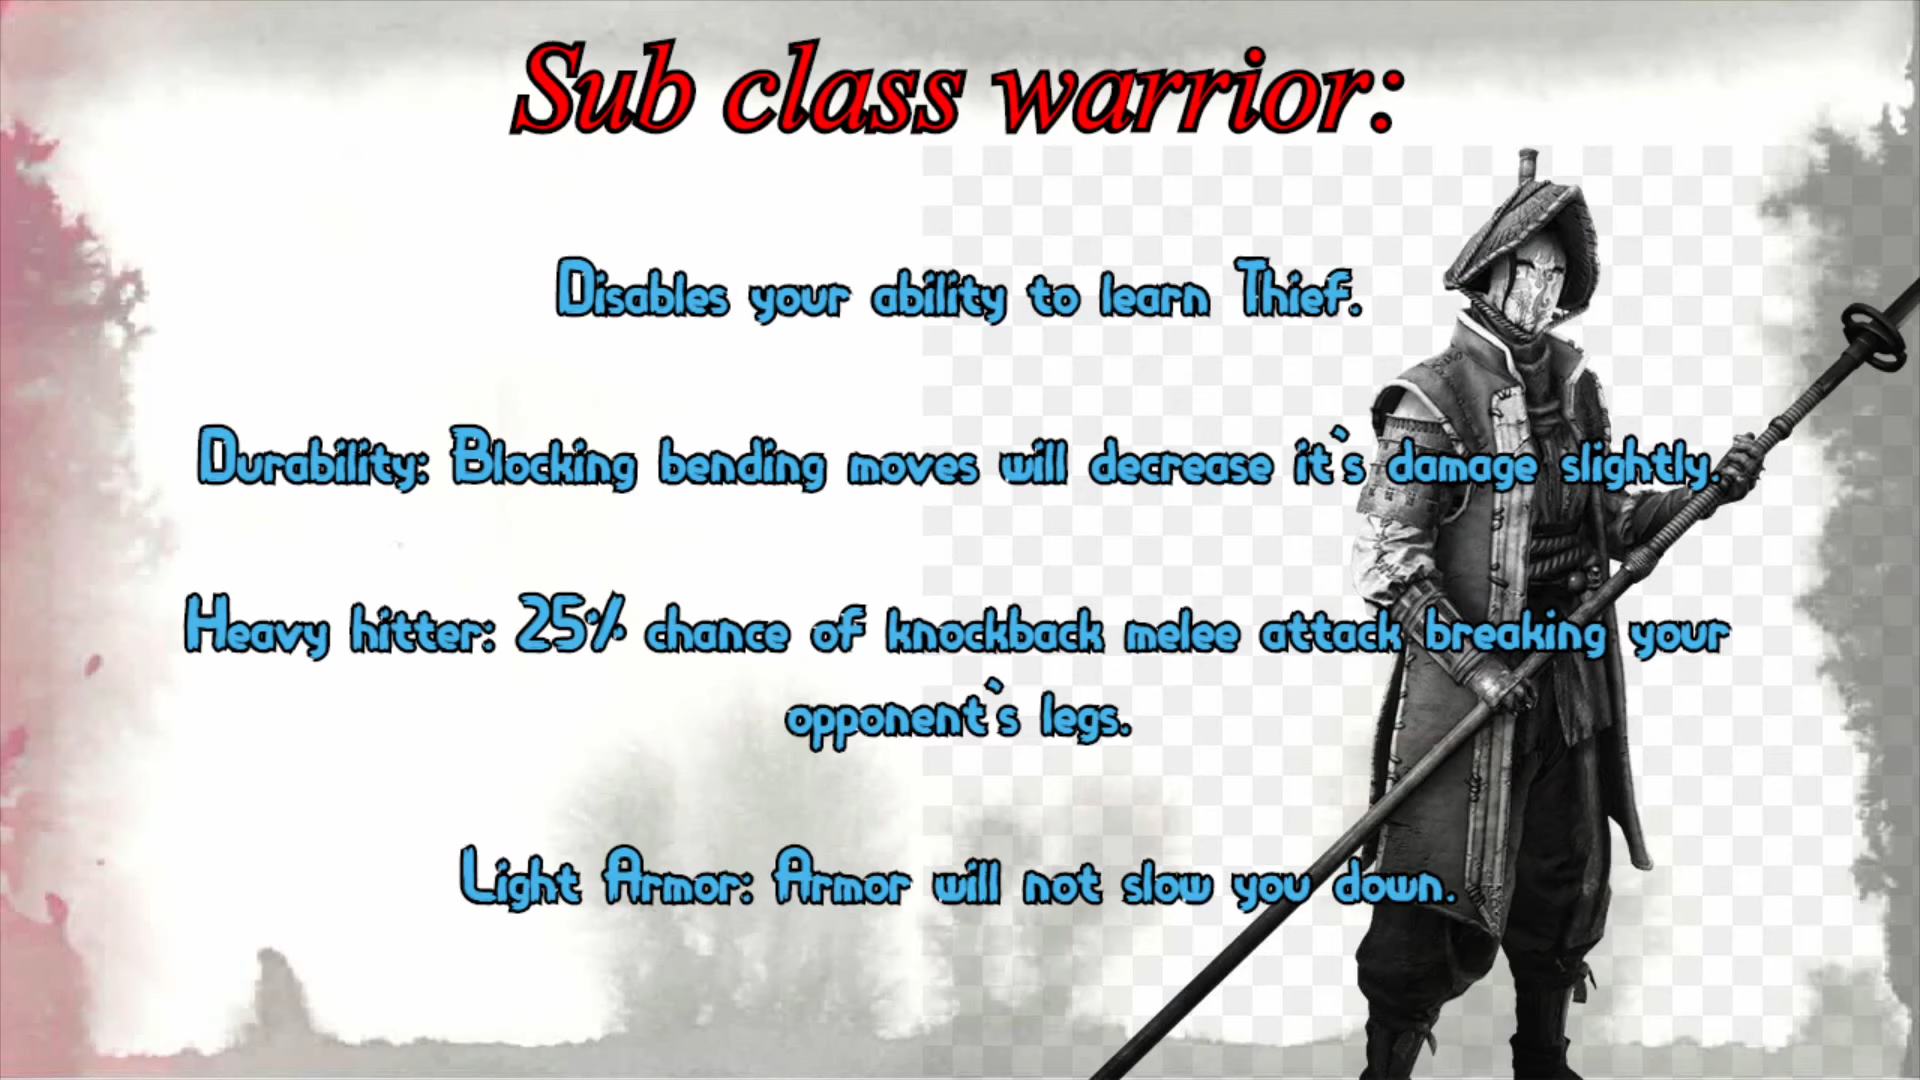 Sub class warrior:
Disables your ability to learn Thief.
Durability: Blocking bending moves will decrease it`s damage slightly.
Heavy hitter: 25% chance of knockback melee attack breaking your
opponent`s legs.
Light Armor: Armor will not slow you down.